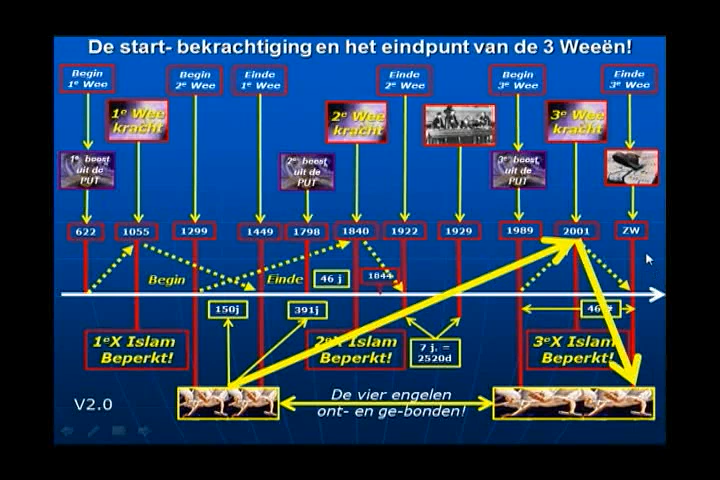 De start- bekrachtiging en het eindpunt van de 3 Weeën!
Begin
1e Wee
Begin
2e Wee
Einde
1e Wee
Einde
2e Wee
Begin
3e Wee
Einde
3e Wee
1e Wee
kracht
2e Wee
kracht
3e Wee
kracht
1e beest
uit de
PUT
2e beest
uit de
PUT
3e beest
uit de
PUT
622
1055
1299
1449
1798
1840
1922
1929
1989
2001
ZW
Begin
Einde
46 j
1844
150j
391j
46
1eX Islam
Beperkt!
2eX Islam
Beperkt!
7 j. =
2520d
3eX Islam
Beperkt!
De vier engelen
ont- en ge-bonden!
V2.0